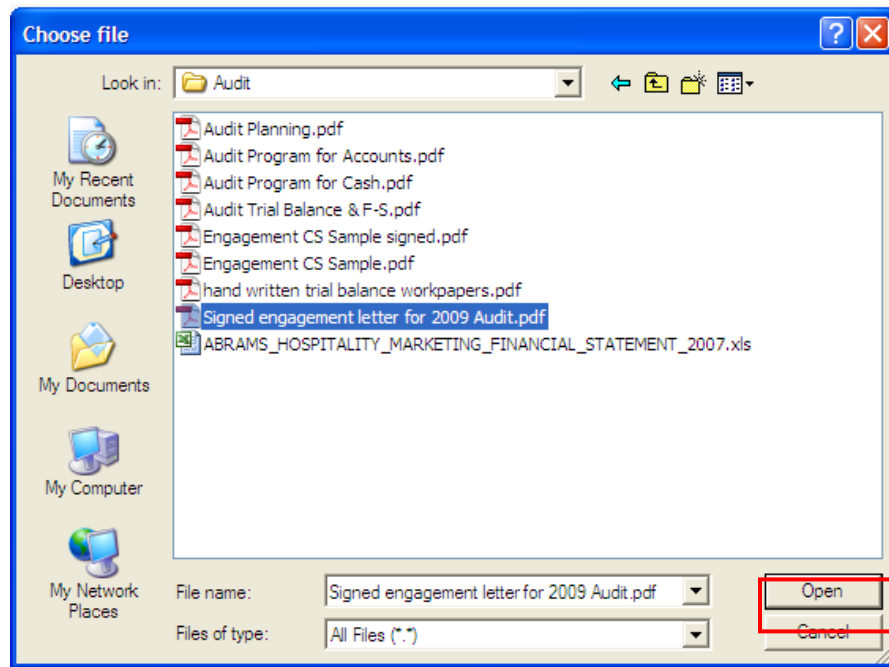 Choose file
Look in: Audit
My Recent
Documents
Desktop
My Documents
My Computer
My Network
Places
Audit Planning.pdf
Audit Program for Accounts.pdf
Audit Program for Cash.pdf
Audit Trial Balance & F-S.pdf
Engagement CS Sample signed.pdf
Engagement CS Sample.pdf
hand written trial balance workpapers.pdf
Signed engagement letter for 2009 Audit.pdf
ABRAMS_HOSPITALITY_MARKETING_FINANCIAL_STATEMENT_2007.xls
File name: Signed engagement letter for 2009 Audit.pdf Open
Files of type: All Files (*.*) Cancel